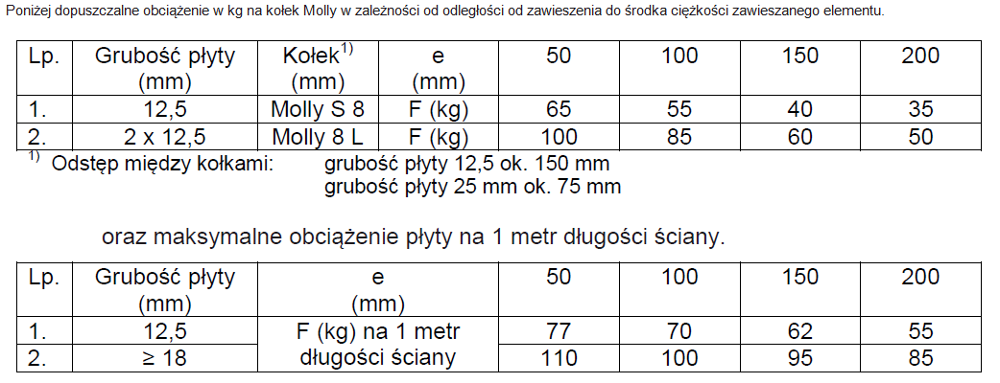 Poniżej dopuszczalne obciążenie w kg na kołek Molly w zależności od odległości od zawieszenia do środka ciężkości zawieszanego elementu.
Lp. Grubość płyty (mm) Kołek1) (mm) e (mm) 50 100 150 200
1. 12,5 Molly S 8 F (kg) 65 55 40 35
2. 2 x 12,5 Molly 8 L F (kg) 100 85 60 50
1) Odstęp między kołkami: grubość płyty 12,5 ok. 150 mm
grubość płyty 25 mm ok. 75 mm
oraz maksymalne obciążenie płyty na 1 metr długości ściany.
Lp. Grubość płyty (mm) e (mm) 50 100 150 200
1. 12,5 F (kg) na 1 metr 77 70 62 55
2. ≥ 18 długości ściany 110 100 95 85